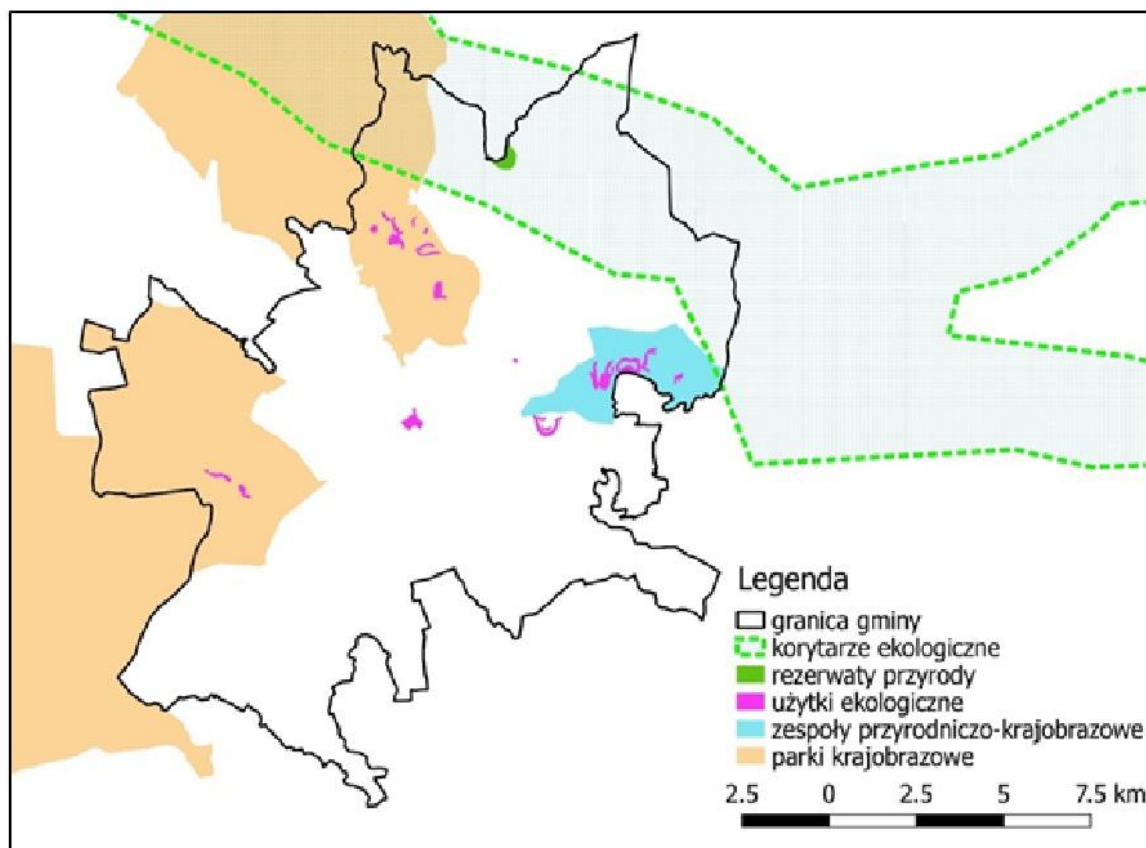 Legenda
granica gminy
korytarze ekologiczne
rezerwaty przyrody
użytki ekologiczne
zespoły przyrodniczo-krajobrazowe
parki krajobrazowe
2.5 0 2.5 5 7.5 km